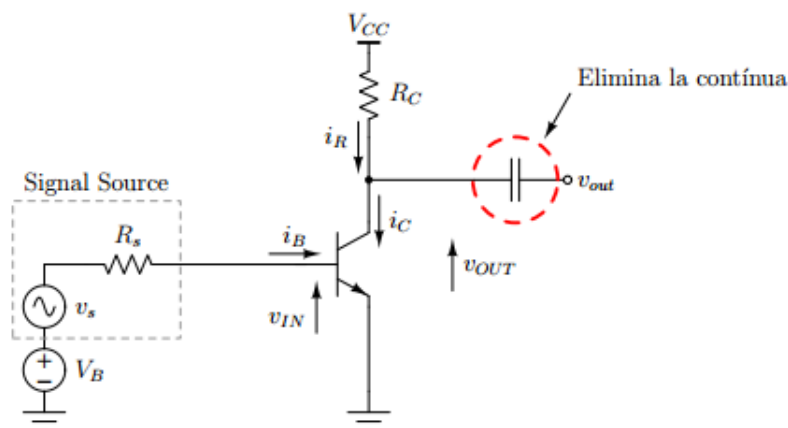 V_CC
Elimina la contínua
R_C
i_R
Signal Source
v_out
R_s
i_B
i_C
v_OUT
v_s
v_IN
V_B